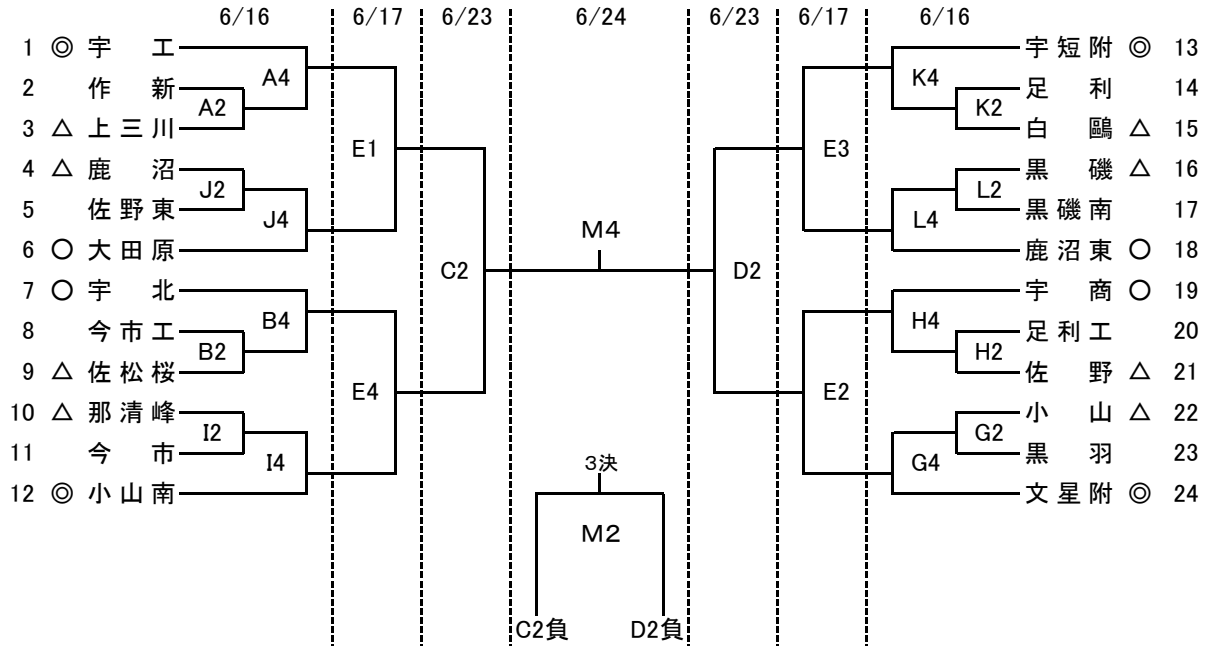 6/16 6/17 6/23 6/24 6/23 6/17 6/16
1 ◎ 宇工 宇短附 ◎ 13
A4 K4
2 作新 足利 14
A2 K2
3 △ 上三川 白鷗 △ 15
E1 E3
4 △ 鹿沼 黒磯 △ 16
J2 L2
5 佐野東 黒磯南 17
J4 L4
M4
6 ○ 大田原 鹿沼東 ○ 18
C2 D2
7 ○ 宇北 宇商 ○ 19
B4 H4
8 今市工 足利工 20
B2 H2
9 △ 佐松桜 佐野 △ 21
E4 E2
10 △ 那清峰 小山 △ 22
I2 G2
11 今市 黒羽 23
I4 3決 G4
12 ◎ 小山南 文星附 ◎ 24
M2
C2負 D2負